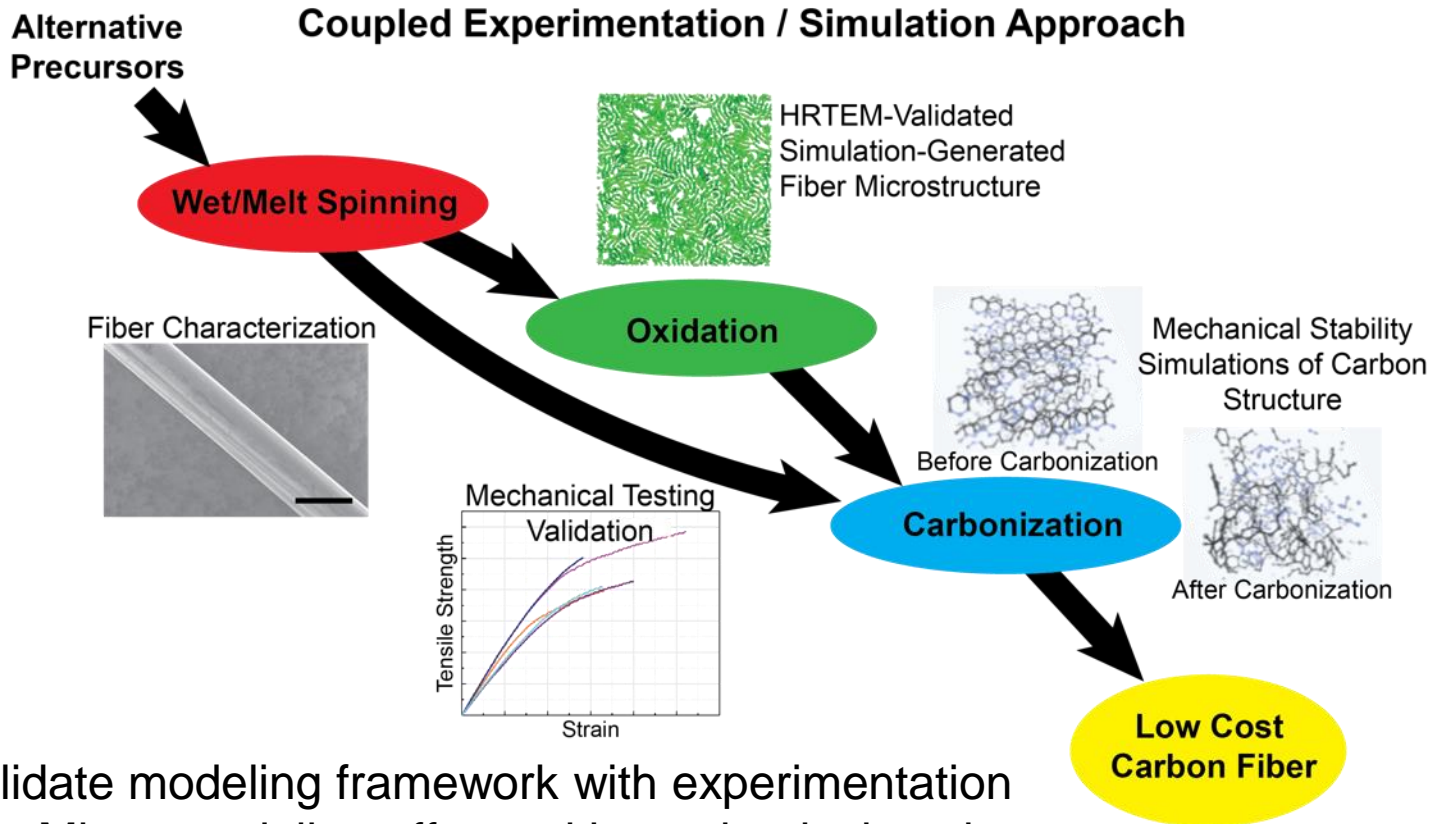 Coupled Experimentation / Simulation Approach
Alternative
Precursors
HRTEM-Validated
Simulation-Generated
Fiber Microstructure
Wet/Melt Spinning
Fiber Characterization
Oxidation
Mechanical Stability
Simulations of Carbon
Structure
Before Carbonization
Mechanical Testing
Validation
Tensile Strength
Strain
Carbonization
After Carbonization
Low Cost
Carbon Fiber
modeling framework with experimentation